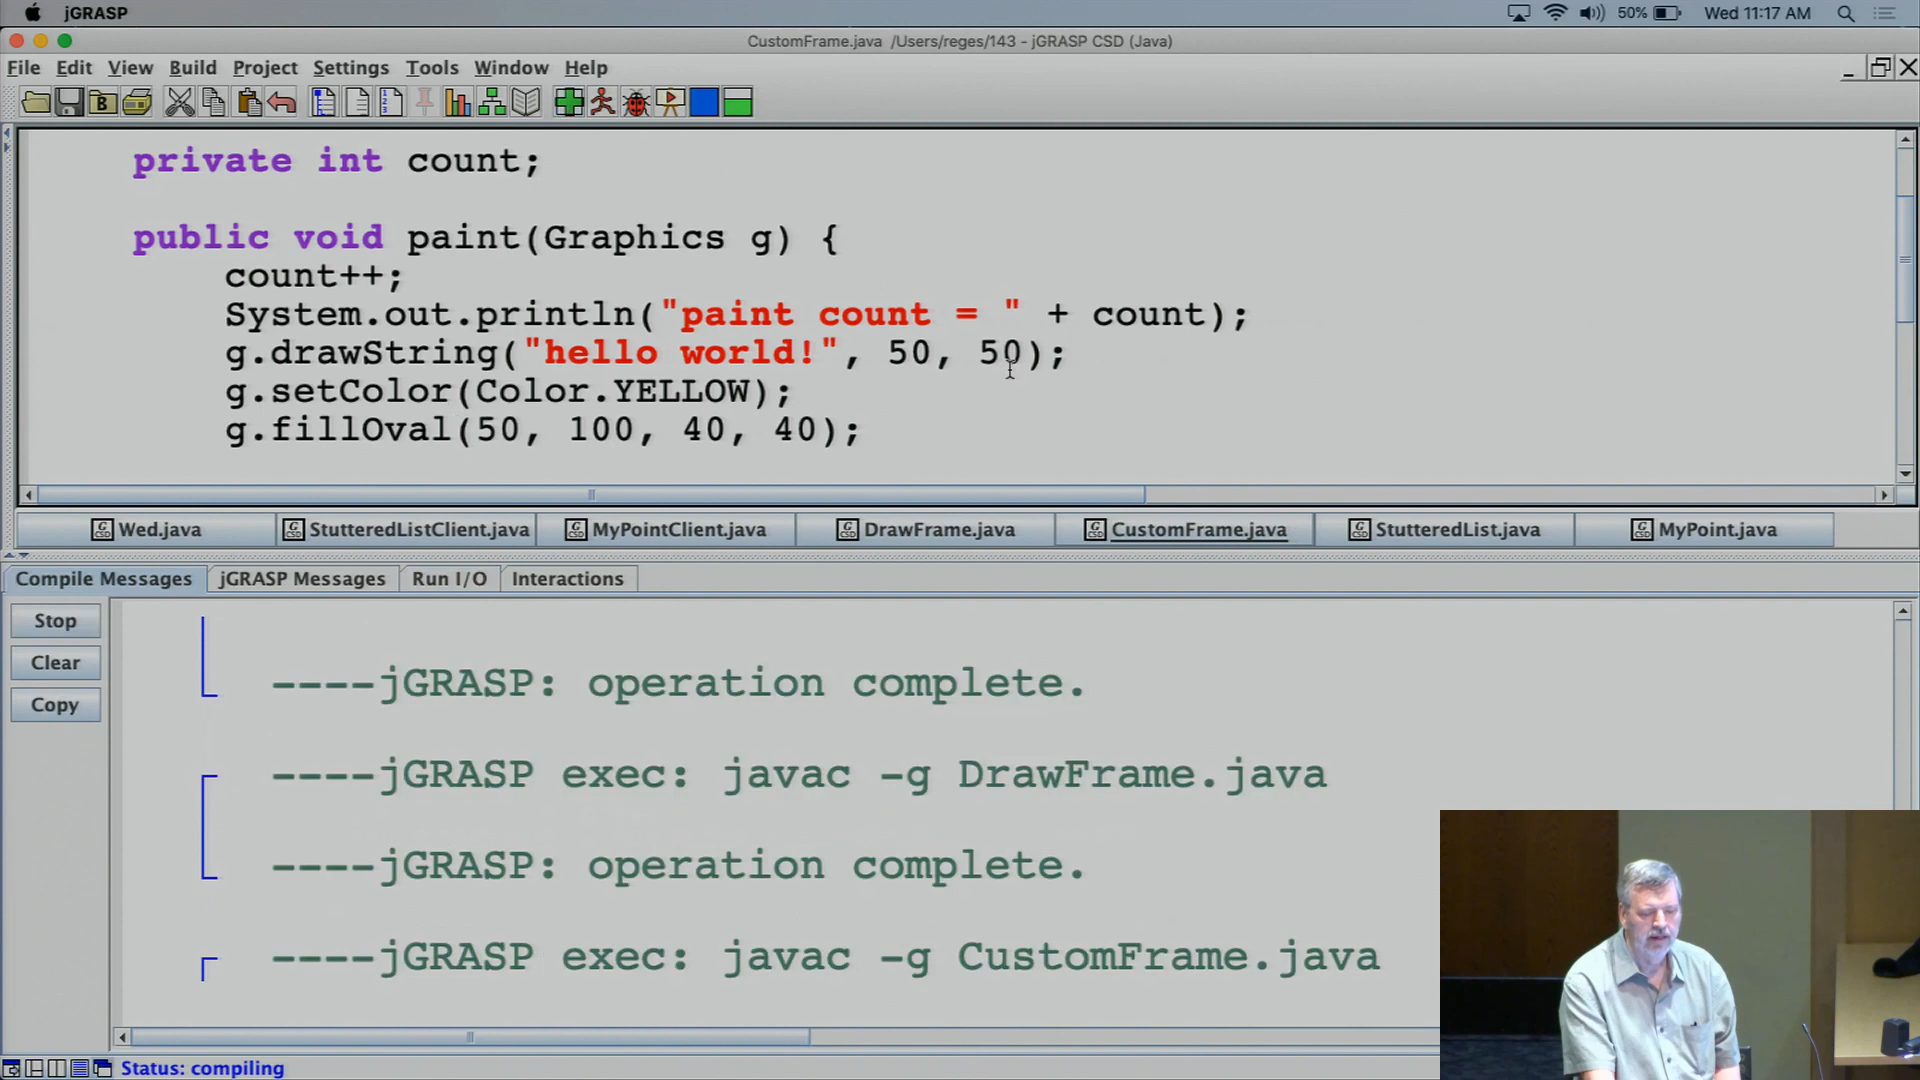 jGRASP
50%
Wed 11:17 AM
CustomFrame.java /Users/reges/143 - jGRASP CSD (Java)
File Edit View Build Project Settings Tools Window Help
private int count;
public void paint(Graphics g) {
count++;
System.out.println("paint count = " + count);
g.drawString("hello world!", 50, 50);
g.setColor(Color.YELLOW);
g.fillOval(50, 100, 40, 40);
Wed.java StutteredListClient.java MyPointClient.java DrawFrame.java CustomFrame.java StutteredList.java MyPoint.java
Compile Messages jGRASP Messages Run I/O Interactions
Stop
Clear
Copy
----jGRASP: operation complete.
----jGRASP exec: javac -g DrawFrame.java
----jGRASP: operation complete.
----jGRASP exec: javac -g CustomFrame.java
Status: compiling